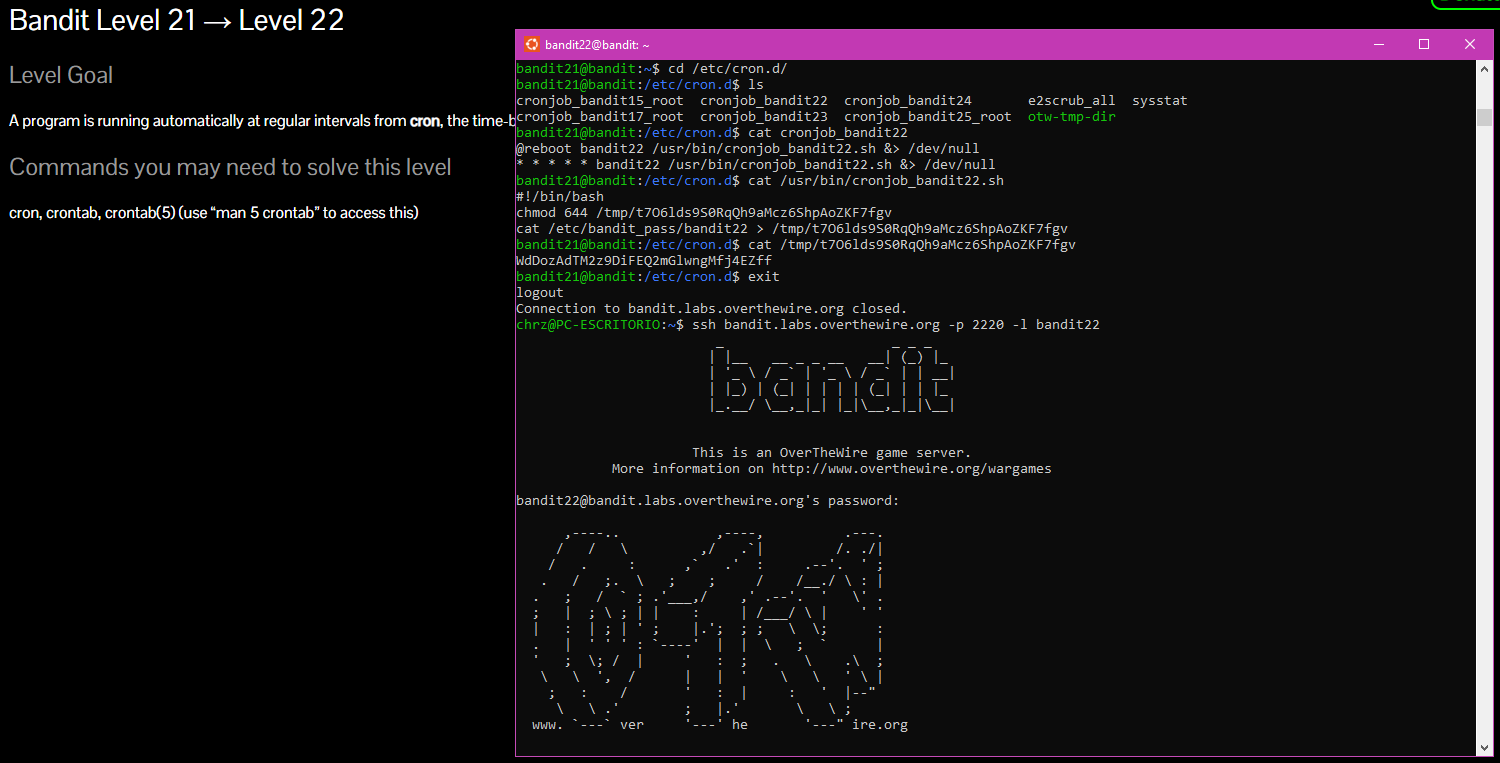 Bandit Level 21 → Level 22
Level Goal
A program is running automatically at regular intervals from cron, the time-b
Commands you may need to solve this level
cron, crontab, crontab(5) (use “man 5 crontab” to access this)
bandit22@bandit: ~
bandit21@bandit:~$ cd /etc/cron.d/
bandit21@bandit:/etc/cron.d$ ls
cronjob_bandit15_root  cronjob_bandit22  cronjob_bandit24       e2scrub_all  sysstat
cronjob_bandit17_root  cronjob_bandit23  cronjob_bandit25_root  otw-tmp-dir
bandit21@bandit:/etc/cron.d$ cat cronjob_bandit22
@reboot bandit22 /usr/bin/cronjob_bandit22.sh &> /dev/null
* * * * * bandit22 /usr/bin/cronjob_bandit22.sh &> /dev/null
bandit21@bandit:/etc/cron.d$ cat /usr/bin/cronjob_bandit22.sh
#!/bin/bash
chmod 644 /tmp/t7O6lds9S0RqQh9aMcz6ShpAoZKF7fgv
cat /etc/bandit_pass/bandit22 > /tmp/t7O6lds9S0RqQh9aMcz6ShpAoZKF7fgv
bandit21@bandit:/etc/cron.d$ cat /tmp/t7O6lds9S0RqQh9aMcz6ShpAoZKF7fgv
WdDozAdTM2z9DiFEQ2mGlwngMfj4EZff
bandit21@bandit:/etc/cron.d$ exit
logout
Connection to bandit.labs.overthewire.org closed.
chrz@PC-ESCRITORIO:~$ ssh bandit.labs.overthewire.org -p 2220 -l bandit22
bandit
This is an OverTheWire game server.
More information on http://www.overthewire.org/wargames
bandit22@bandit.labs.overthewire.org's password:
www. `---` ver     '---' he       '---" ire.org